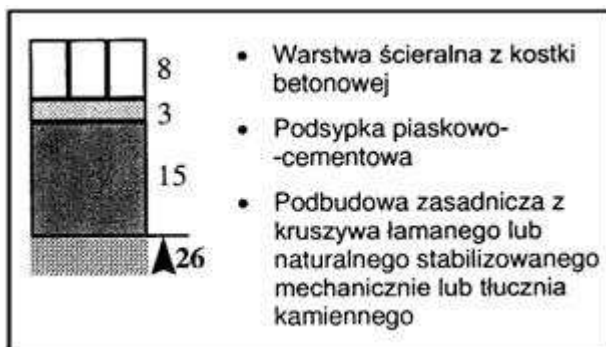 8
3
15
26
• Warstwa ścieralna z kostki
betonowej
• Podsypka piaskowo-
-cementowa
• Podbudowa zasadnicza z
kruszywa łamanego lub
naturalnego stabilizowanego
mechanicznie lub tłucznia
kamiennego